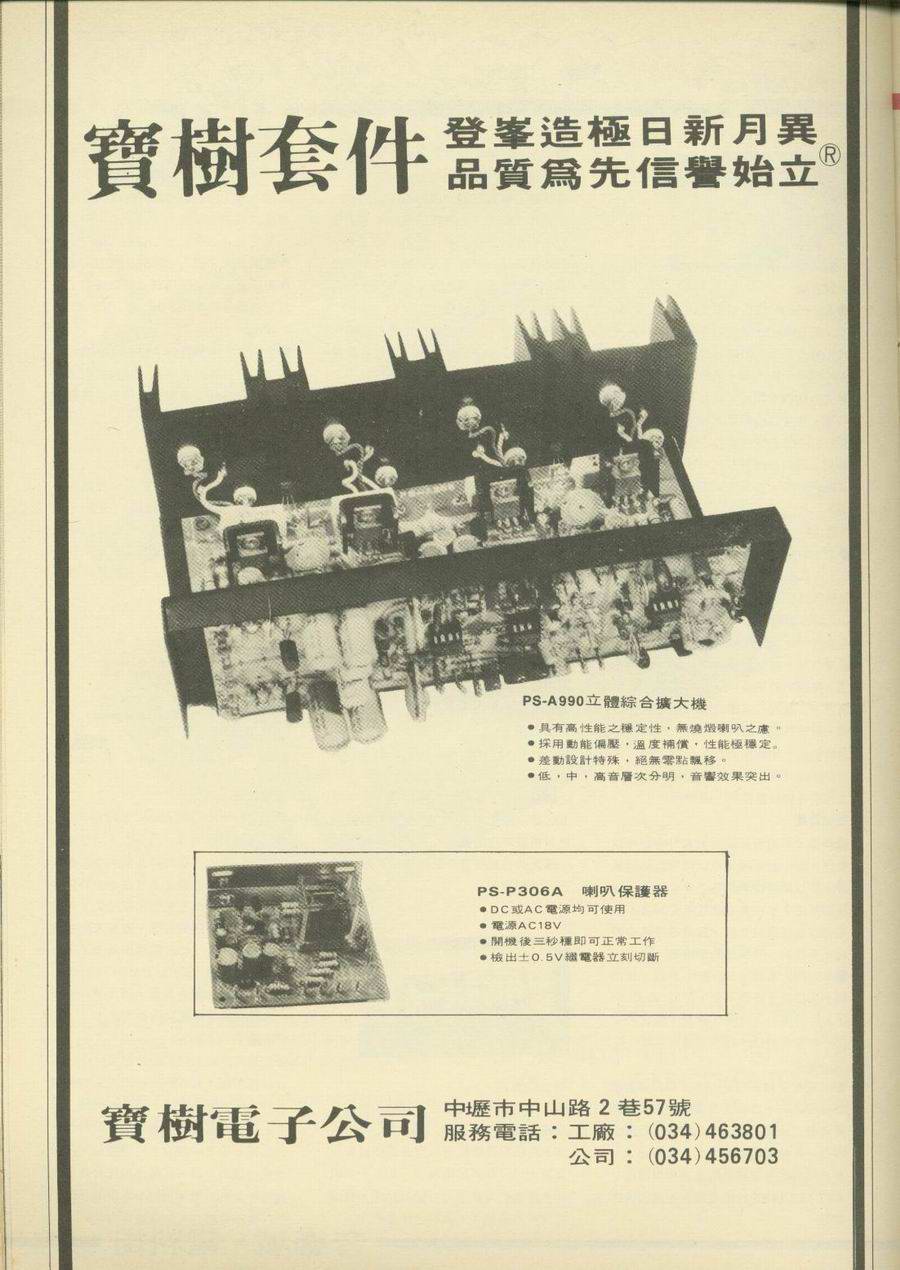 寶樹套件
登峯造極日新月異
品質爲先信譽始立®
PS-A990立體綜合擴大機
●具有高性能之穩定性，無燒燬喇叭之慮。
●採用動能偏壓，溫度補償，性能極穩定。
●差動設計特殊，絕無零點飄移。
●低，中，高音層次分明，音響效果突出。
PS-P306A 喇叭保護器
●DC或AC電源均可使用
●電源AC18V
●開機後三秒種即可正常工作
●檢出±0.5V繼電器立刻切斷
寶樹電子公司
中壢市中山路2巷57號
服務電話：工廠：(034)463801
公司：(034)456703